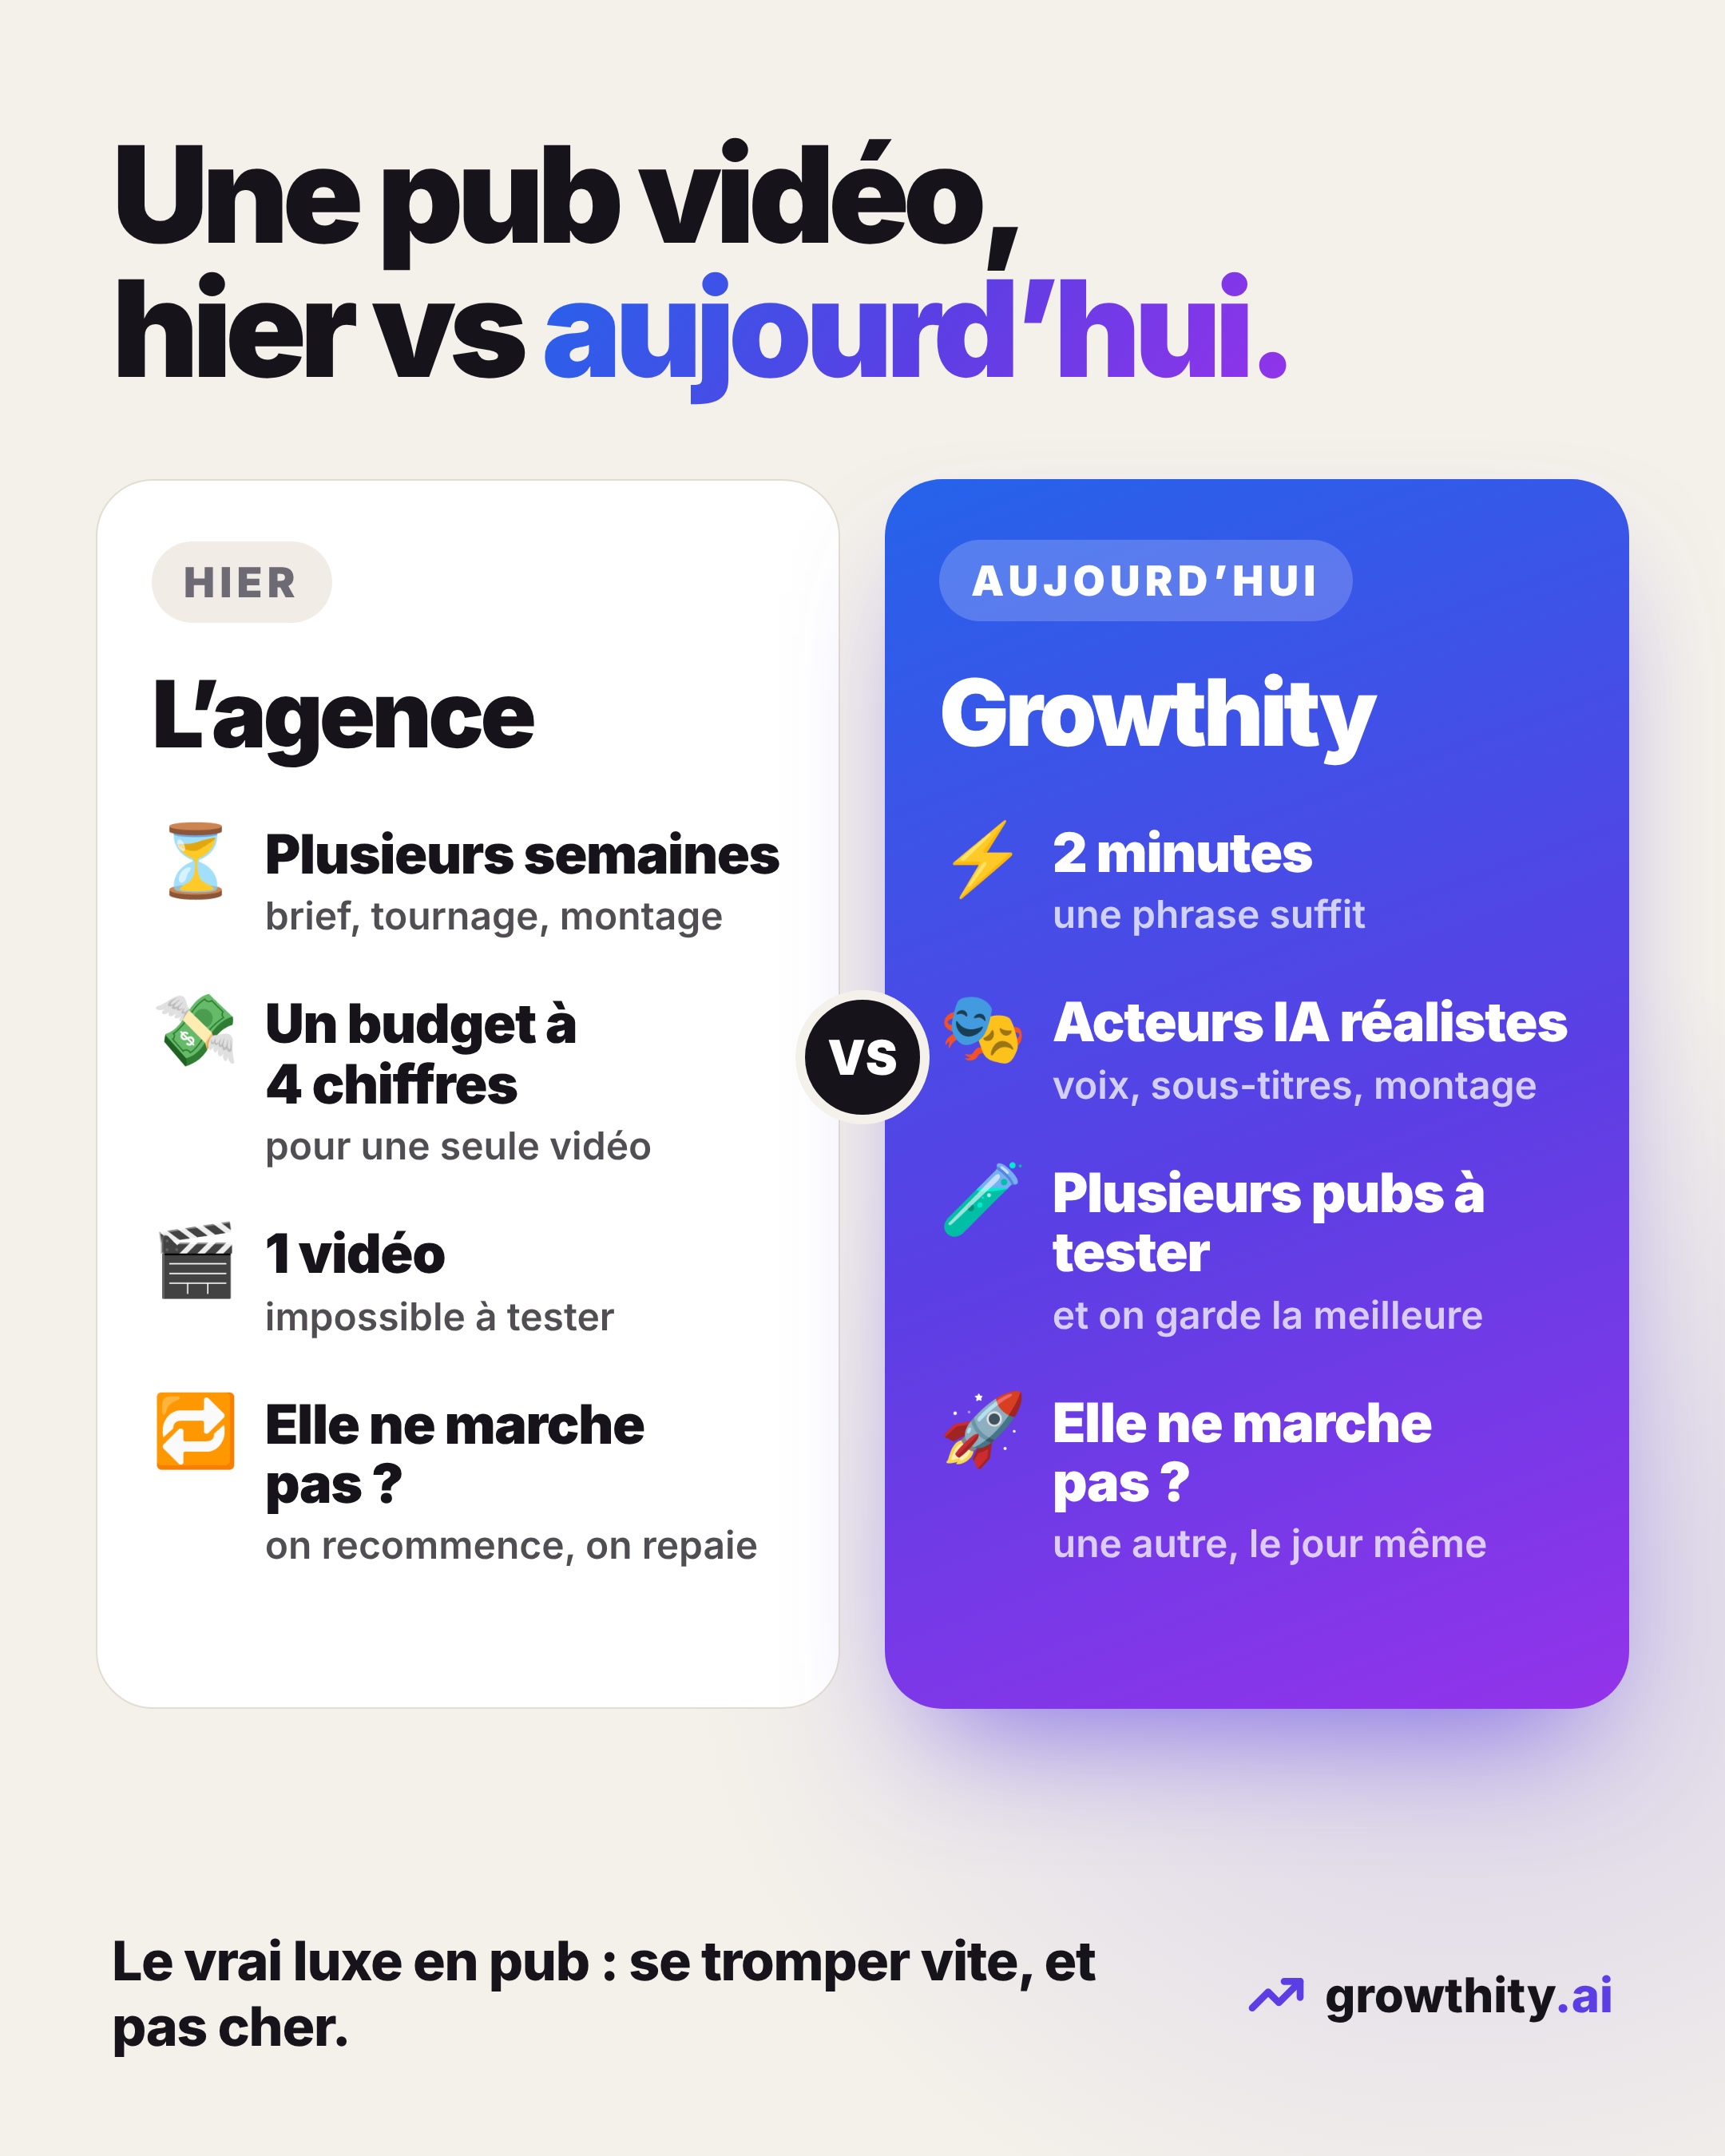 Une pub vidéo,
hier vs aujourd’hui.
HIER
L’agence
Plusieurs semaines
brief, tournage, montage
Un budget à
4 chiffres
pour une seule vidéo
1 vidéo
impossible à tester
Elle ne marche
pas ?
on recommence, on repaie
VS
AUJOURD’HUI
Growthity
2 minutes
une phrase suffit
Acteurs IA réalistes
voix, sous-titres, montage
Plusieurs pubs à
tester
et on garde la meilleure
Elle ne marche
pas ?
une autre, le jour même
Le vrai luxe en pub : se tromper vite, et
pas cher.
growthity.ai